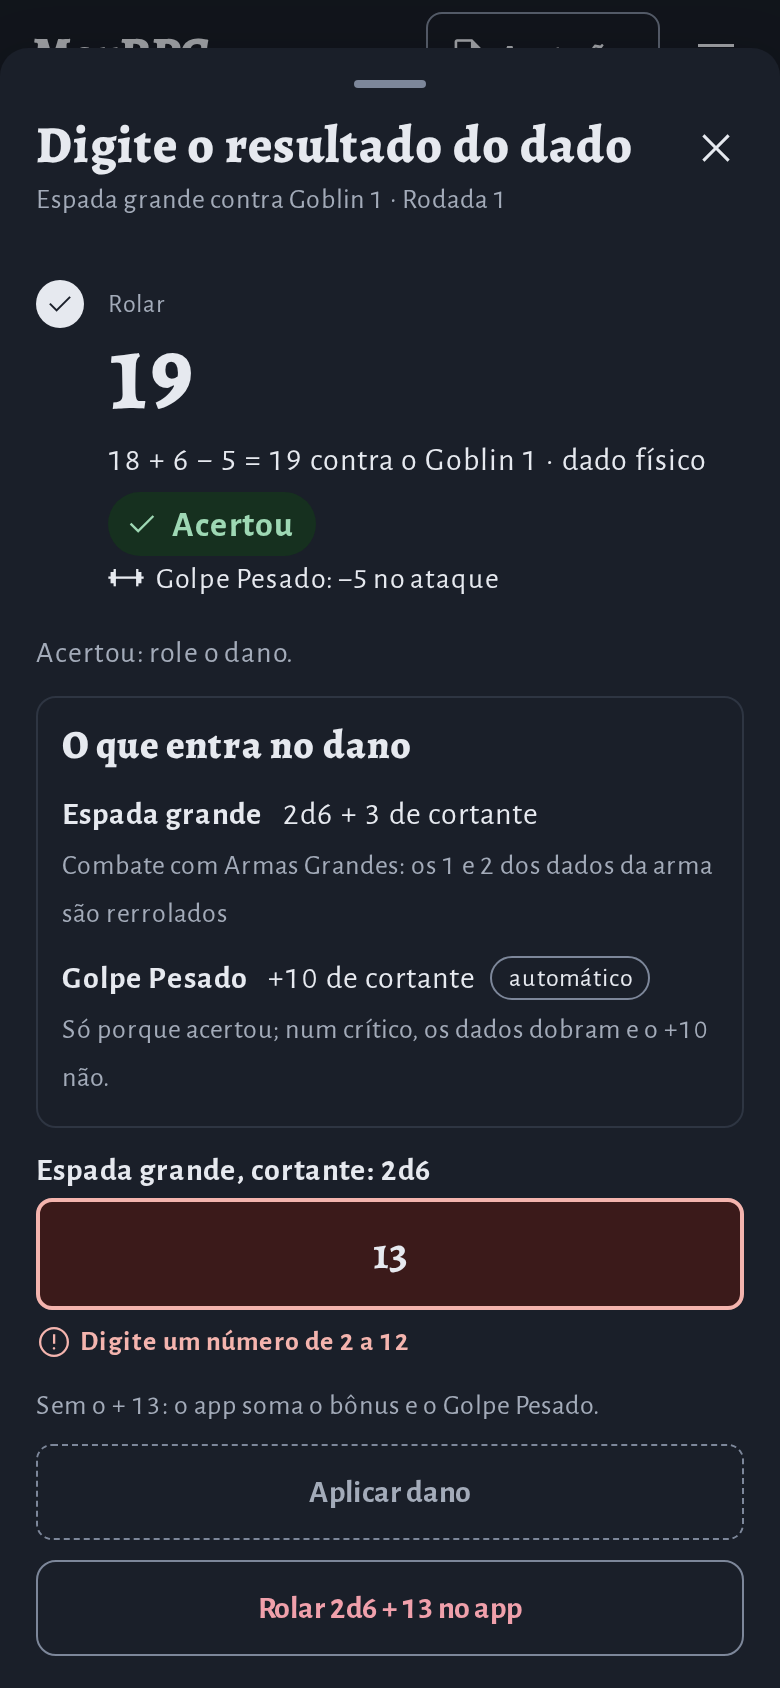 Digite o resultado do dado
Espada grande contra Goblin 1 · Rodada 1
Rolar
19
18 + 6 − 5 = 19 contra o Goblin 1 · dado físico
Acertou
Golpe Pesado: −5 no ataque
Acertou: role o dano.
O que entra no dano
Espada grande 2d6 + 3 de cortante
Combate com Armas Grandes: os 1 e 2 dos dados da arma
são rerrolados
Golpe Pesado +10 de cortante automático
Só porque acertou; num crítico, os dados dobram e o +10
não.
Espada grande, cortante: 2d6
13
Digite um número de 2 a 12
Sem o + 13: o app soma o bônus e o Golpe Pesado.
Aplicar dano
Rolar 2d6 + 13 no app